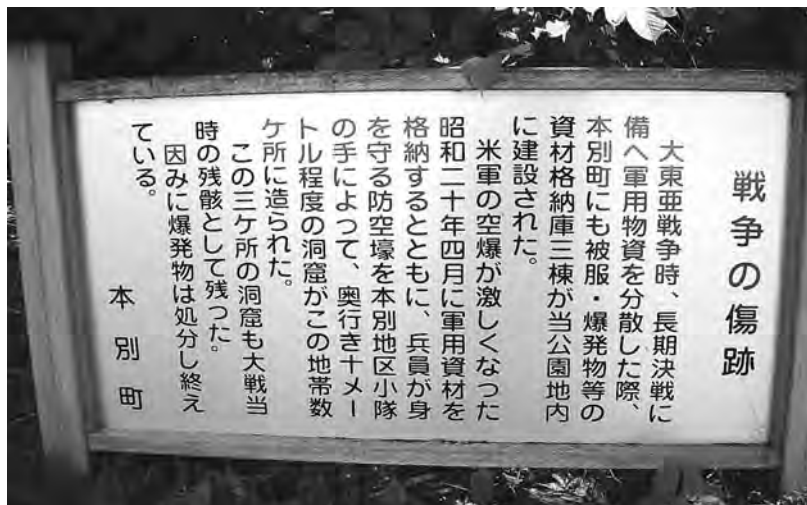 戦争の傷跡
大東亜戦争時、長期決戦に
備へ軍用物資を分散した際、
本別町にも被服・爆発物等の
資材格納庫三棟が当公園地内
に建設された。
米軍の空爆が激しくなった
昭和二十年四月に軍用資材を
格納するとともに、兵員が身
を守る防空壕を本別地区小隊
の手によって、奥行き十メー
トル程度の洞窟がこの地帯数
ケ所に造られた。
この三ケ所の洞窟も大戦当
時の残骸として残った。
因みに爆発物は処分し終え
ている。
本別町